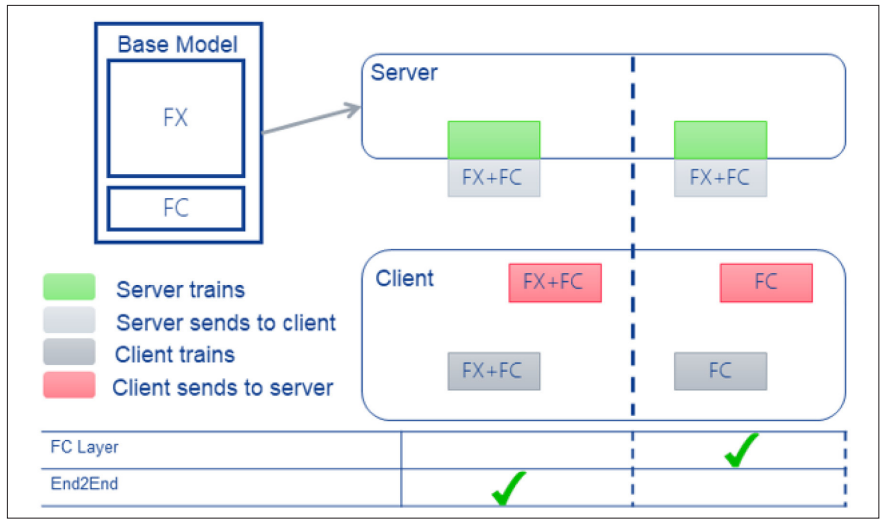 Base Model
FX
FC
Server
FX+FC FX+FC
Client
FX+FC FC
FX+FC FC
Server trains
Server sends to client
Client trains
Client sends to server
FC Layer
End2End